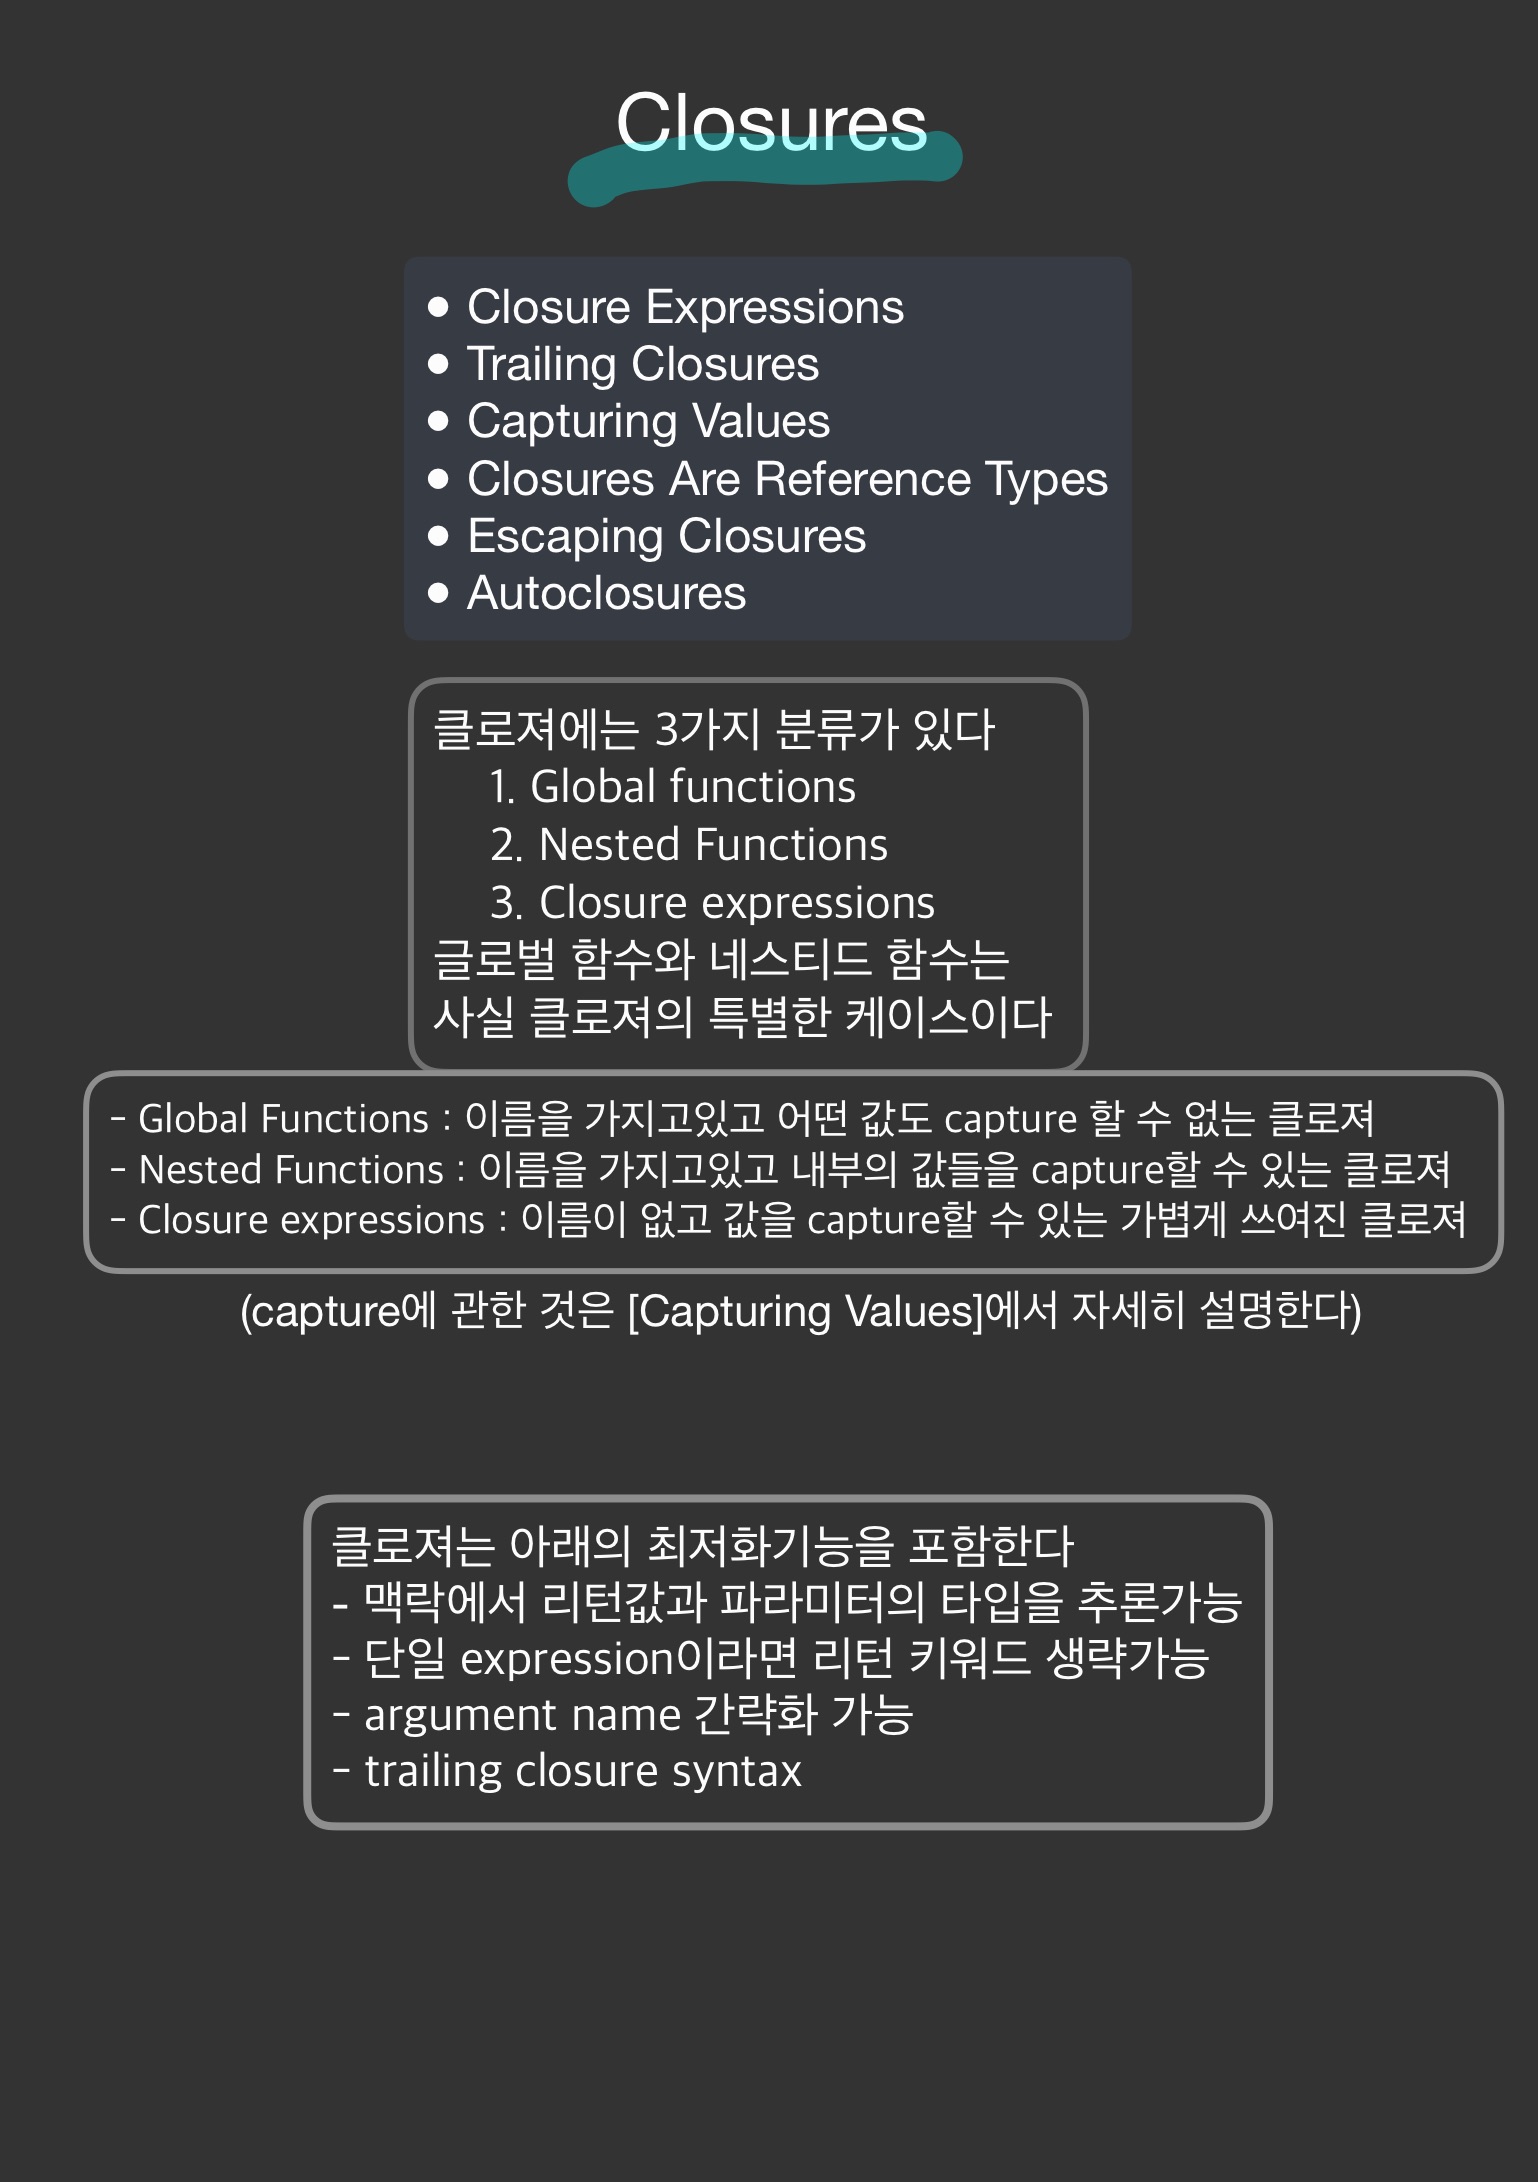 Closures
● Closure Expressions
● Trailing Closures
● Capturing Values
● Closures Are Reference Types
● Escaping Closures
● Autoclosures
클로져에는 3가지 분류가 있다
1. Global functions
2. Nested Functions
3. Closure expressions
글로벌 함수와 네스티드 함수는
사실 클로져의 특별한 케이스이다
- Global Functions : 이름을 가지고있고 어떤 값도 capture 할 수 없는 클로져
- Nested Functions : 이름을 가지고있고 내부의 값들을 capture할 수 있는 클로져
- Closure expressions : 이름이 없고 값을 capture할 수 있는 가볍게 쓰여진 클로져
(capture에 관한 것은 [Capturing Values]에서 자세히 설명한다)
클로져는 아래의 최저화기능을 포함한다
- 맥락에서 리턴값과 파라미터의 타입을 추론가능
- 단일 expression이라면 리턴 키워드 생략가능
- argument name 간략화 가능
- trailing closure syntax